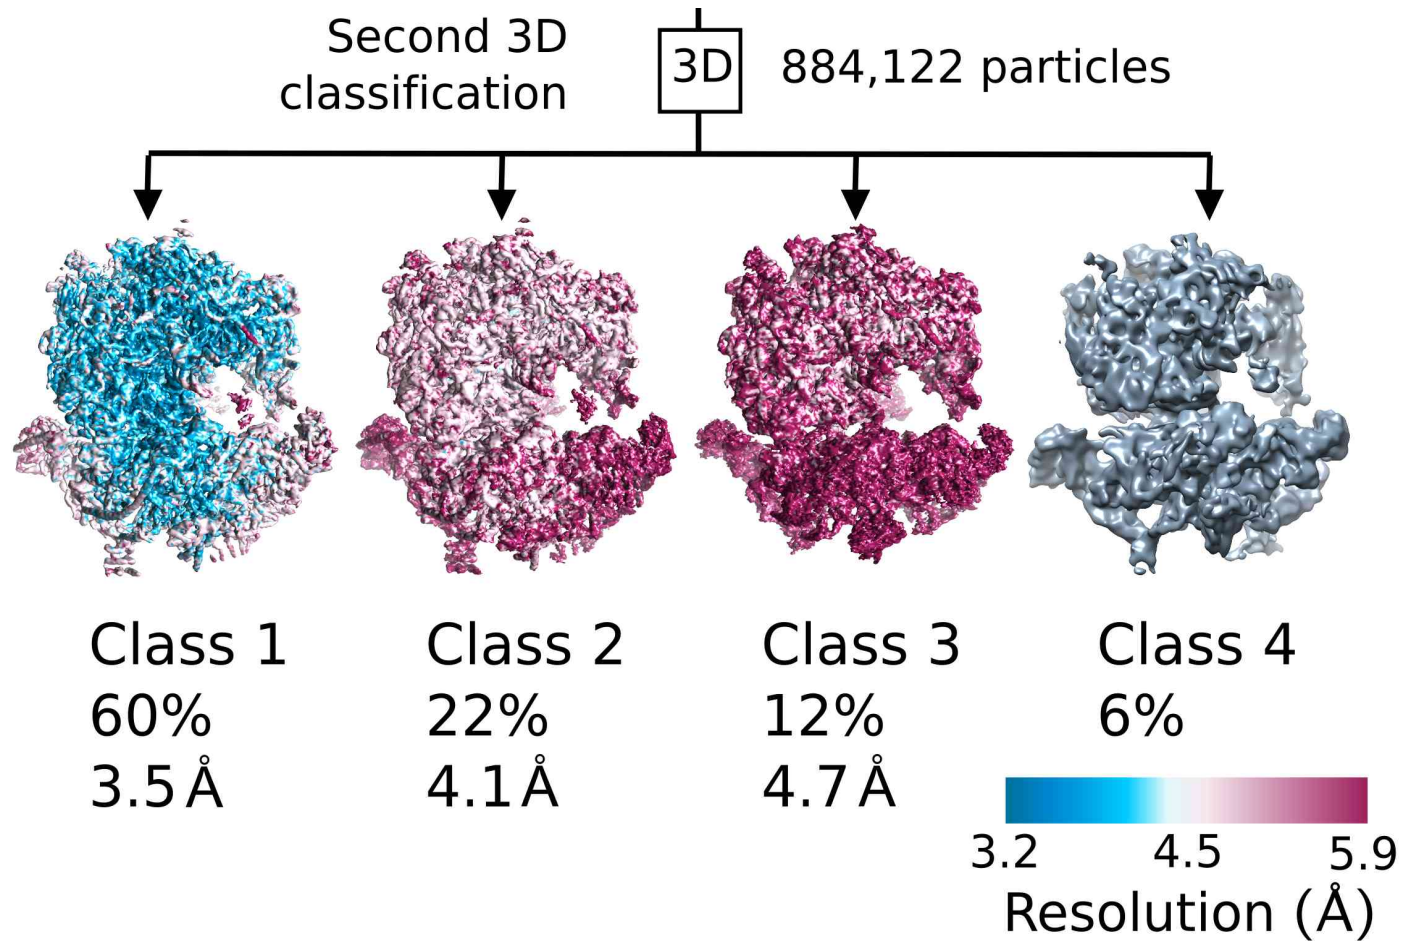 Second 3D
classification
3D
884,122 particles
Class 1
60%
3.5 Å
Class 2
22%
4.1 Å
Class 3
12%
4.7 Å
Class 4
6%
3.2
4.5
5.9
Resolution (Å)